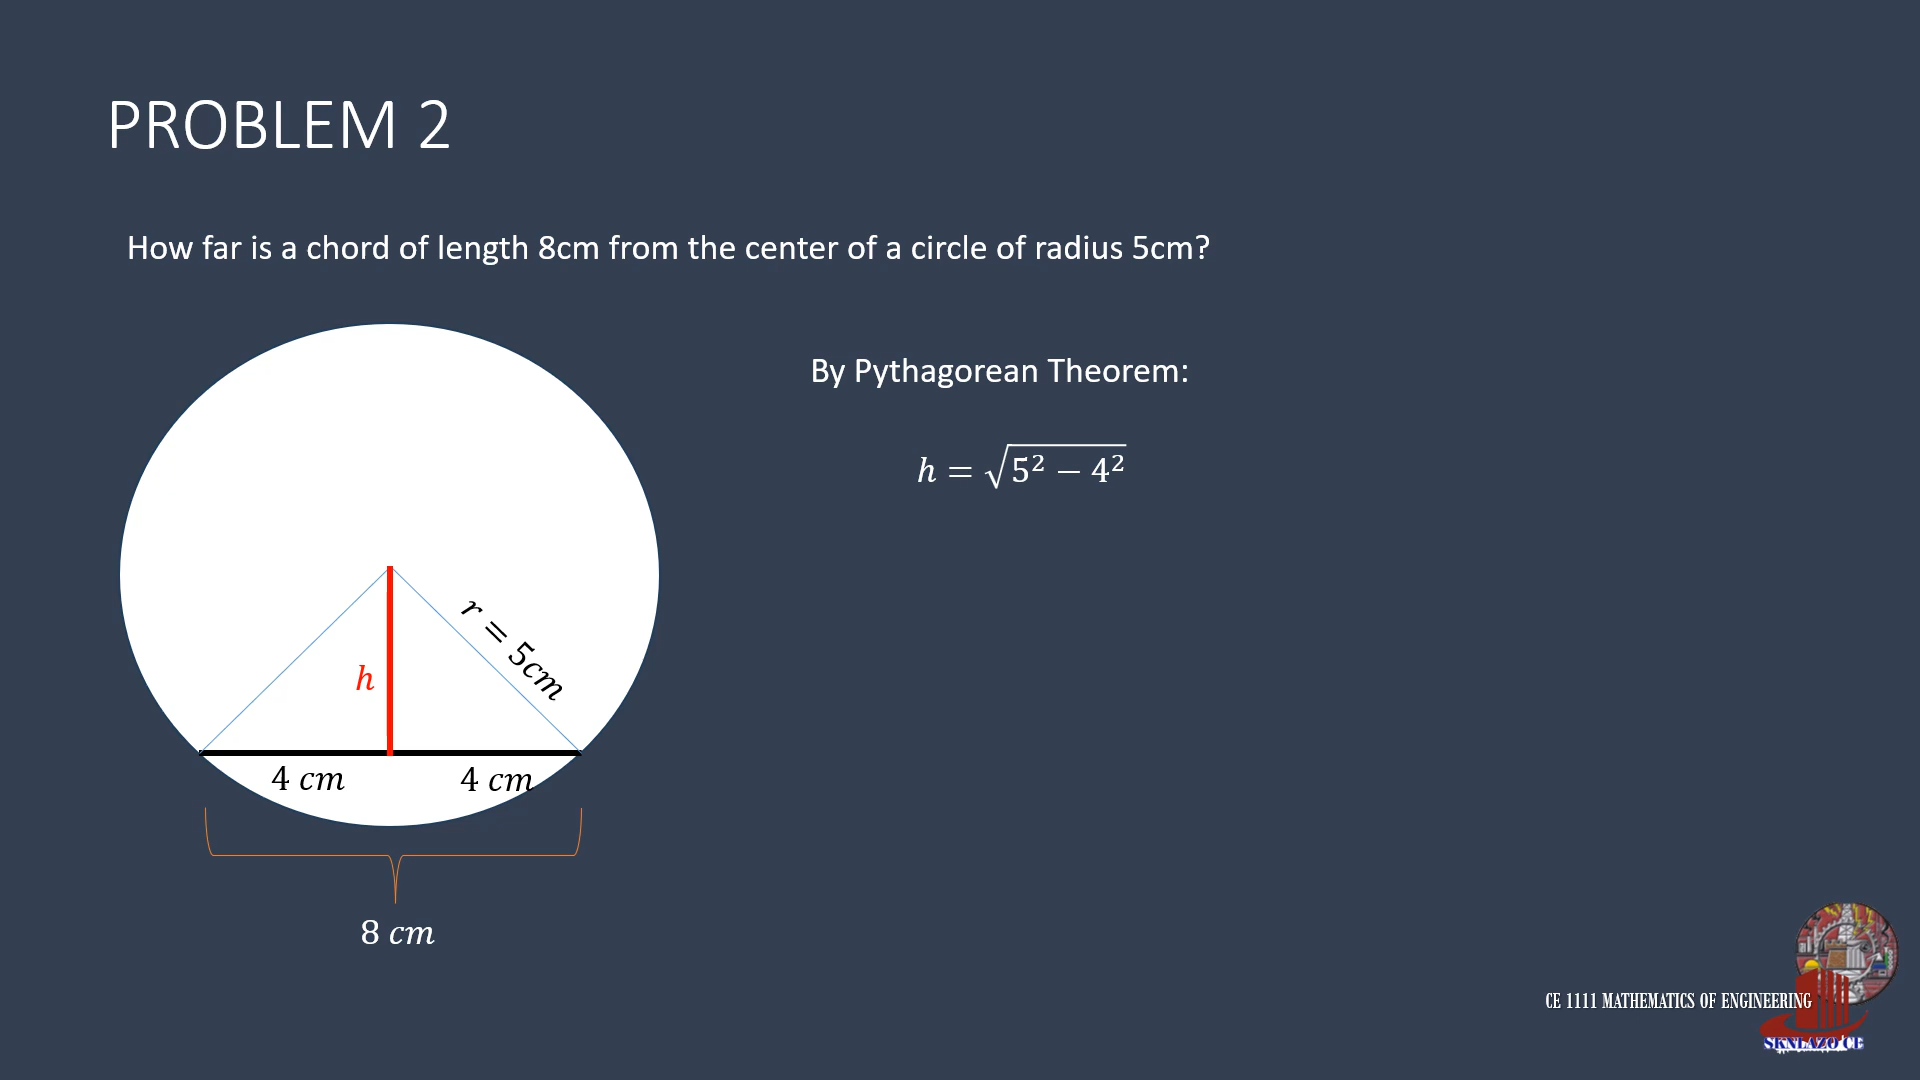 PROBLEM 2
How far is a chord of length 8cm from the center of a circle of radius 5cm?
By Pythagorean Theorem:
h = √(5² − 4²)
r = 5cm
h
4 cm
4 cm
8 cm
CE 1111 MATHEMATICS OF ENGINEERING